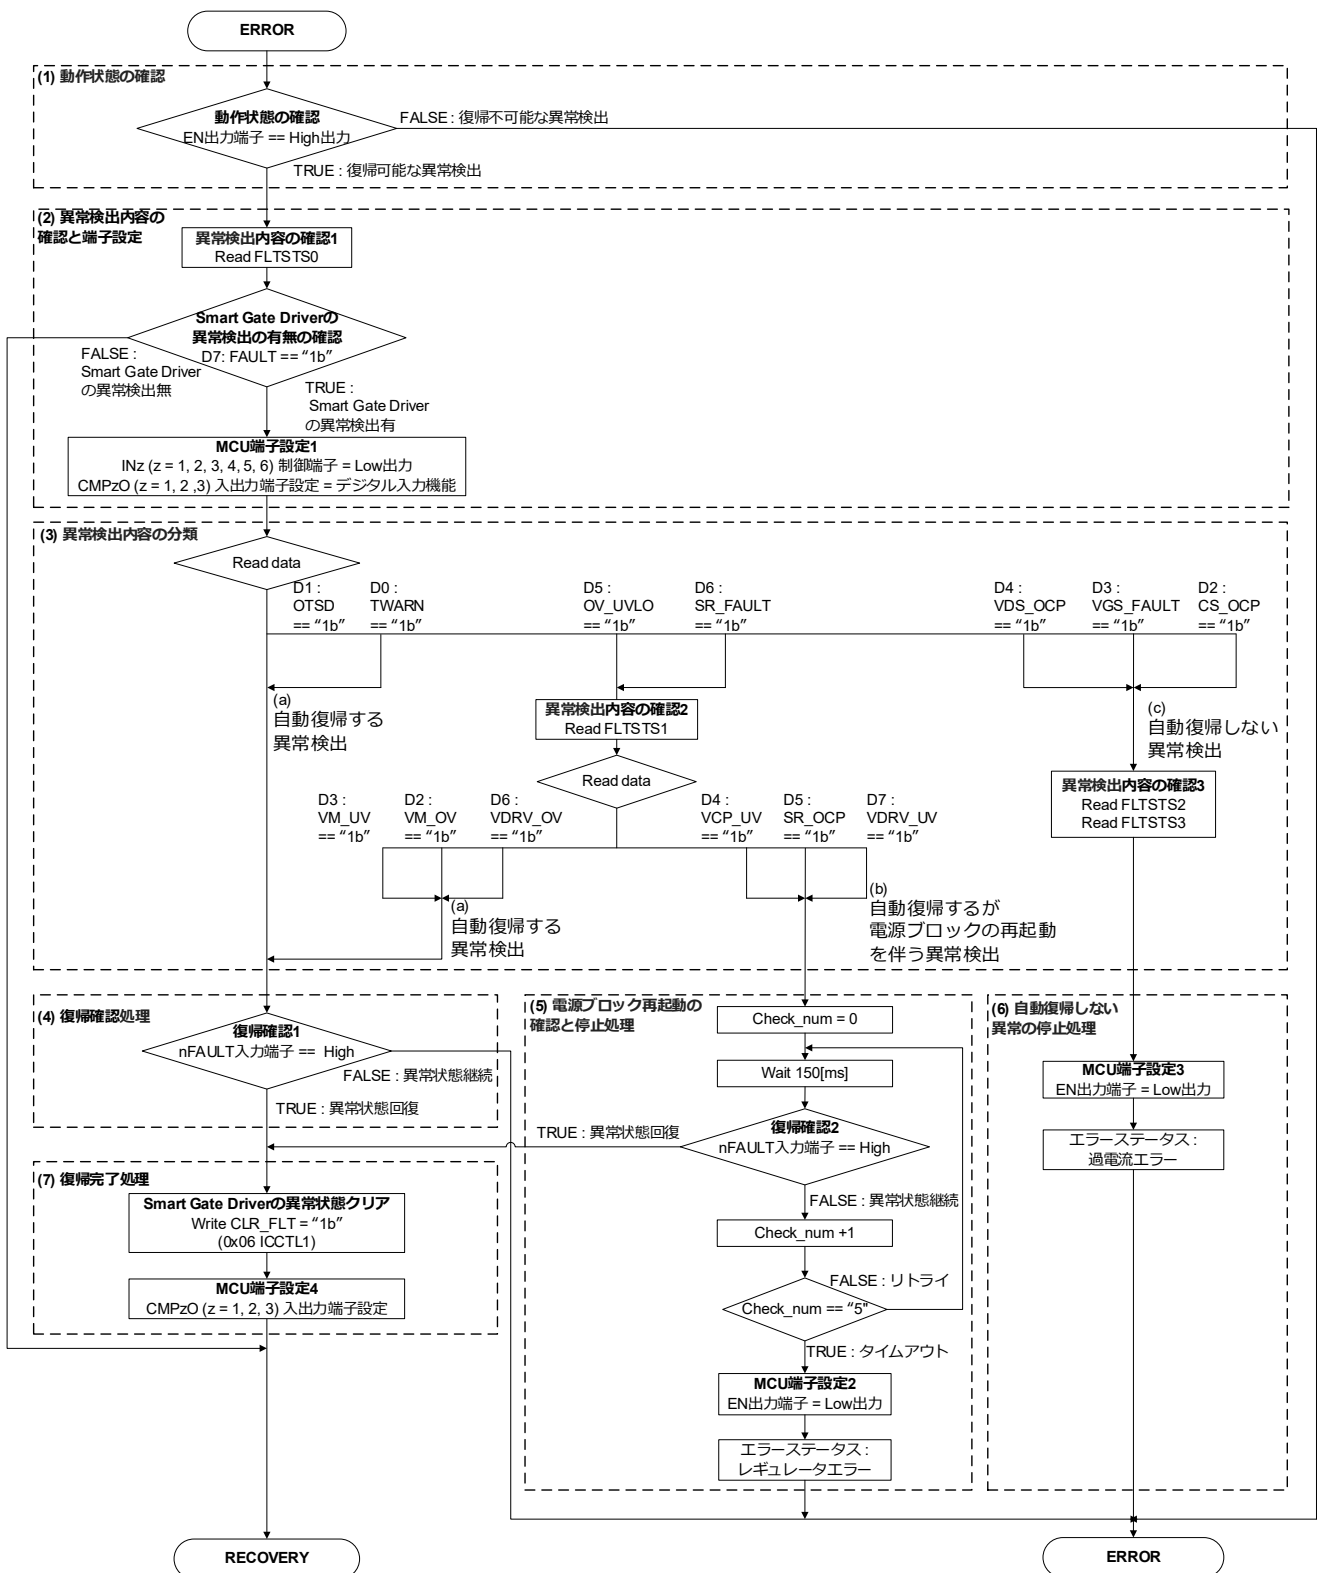 ERROR
(1) 動作状態の確認
動作状態の確認
EN出力端子 == High出力
FALSE : 復帰不可能な異常検出
TRUE : 復帰可能な異常検出
(2) 異常検出内容の
確認と端子設定
異常検出内容の確認1
Read FLTSTS0
Smart Gate Driverの
異常検出の有無の確認
D7: FAULT == “1b”
FALSE :
Smart Gate Driver
の異常検出無
TRUE :
Smart Gate Driver
の異常検出有
MCU端子設定1
INz (z = 1, 2, 3, 4, 5, 6) 制御端子 = Low出力
CMPzO (z = 1, 2 ,3) 入出力端子設定 = デジタル入力機能
(3) 異常検出内容の分類
Read data
D1 :
OTSD
== “1b”
D0 :
TWARN
== “1b”
D5 :
OV_UVLO
== “1b”
D6 :
SR_FAULT
== “1b”
D4 :
VDS_OCP
== “1b”
D3 :
VGS_FAULT
== “1b”
D2 :
CS_OCP
== “1b”
(a)
自動復帰する
異常検出
異常検出内容の確認2
Read FLTSTS1
Read data
(c)
自動復帰しない
異常検出
異常検出内容の確認3
Read FLTSTS2
Read FLTSTS3
D3 :
VM_UV
== “1b”
D2 :
VM_OV
== “1b”
D6 :
VDRV_OV
== “1b”
D4 :
VCP_UV
== “1b”
D5 :
SR_OCP
== “1b”
D7 :
VDRV_UV
== “1b”
(a)
自動復帰する
異常検出
(b)
自動復帰するが
電源ブロックの再起動
を伴う異常検出
(4) 復帰確認処理
復帰確認1
nFAULT入力端子 == High
FALSE : 異常状態継続
TRUE : 異常状態回復
(5) 電源ブロック再起動の
確認と停止処理
Check_num = 0
Wait 150[ms]
復帰確認2
nFAULT入力端子 == High
TRUE : 異常状態回復
FALSE : 異常状態継続
Check_num +1
FALSE : リトライ
Check_num == “5"
TRUE : タイムアウト
MCU端子設定2
EN出力端子 = Low出力
エラーステータス :
レギュレータエラー
(6) 自動復帰しない
異常の停止処理
MCU端子設定3
EN出力端子 = Low出力
エラーステータス :
過電流エラー
(7) 復帰完了処理
Smart Gate Driverの異常状態クリア
Write CLR_FLT = “1b”
(0x06 ICCTL1)
MCU端子設定4
CMPzO (z = 1, 2, 3) 入出力端子設定
RECOVERY
ERROR